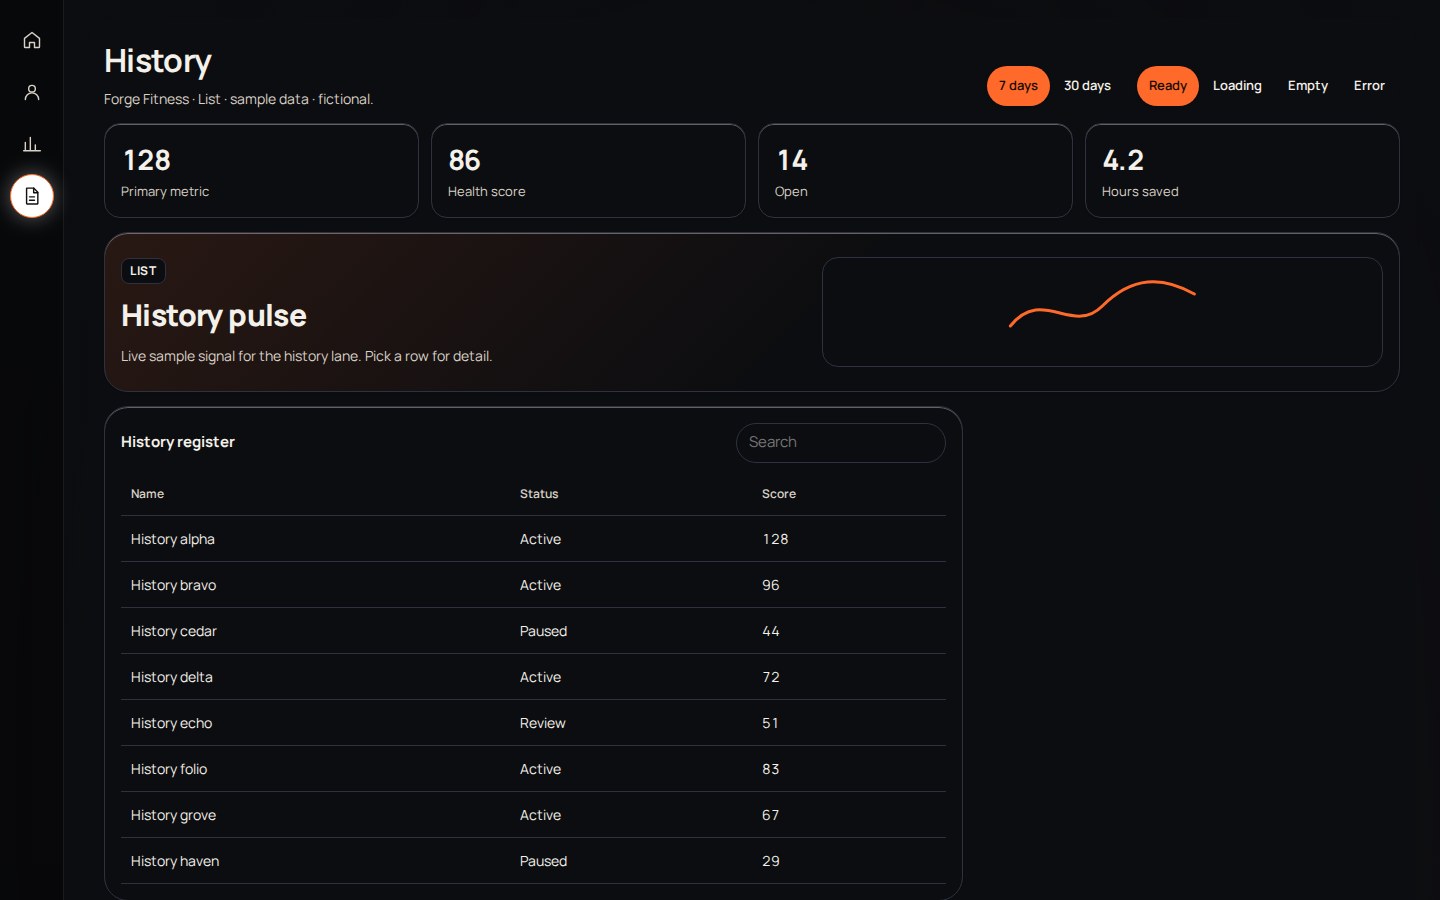 History
Forge Fitness · List · sample data · fictional.
7 days 30 days Ready Loading Empty Error
128
Primary metric
86
Health score
14
Open
4.2
Hours saved
LIST
History pulse
Live sample signal for the history lane. Pick a row for detail.
History register
Search
Name Status Score
History alpha Active 128
History bravo Active 96
History cedar Paused 44
History delta Active 72
History echo Review 51
History folio Active 83
History grove Active 67
History haven Paused 29